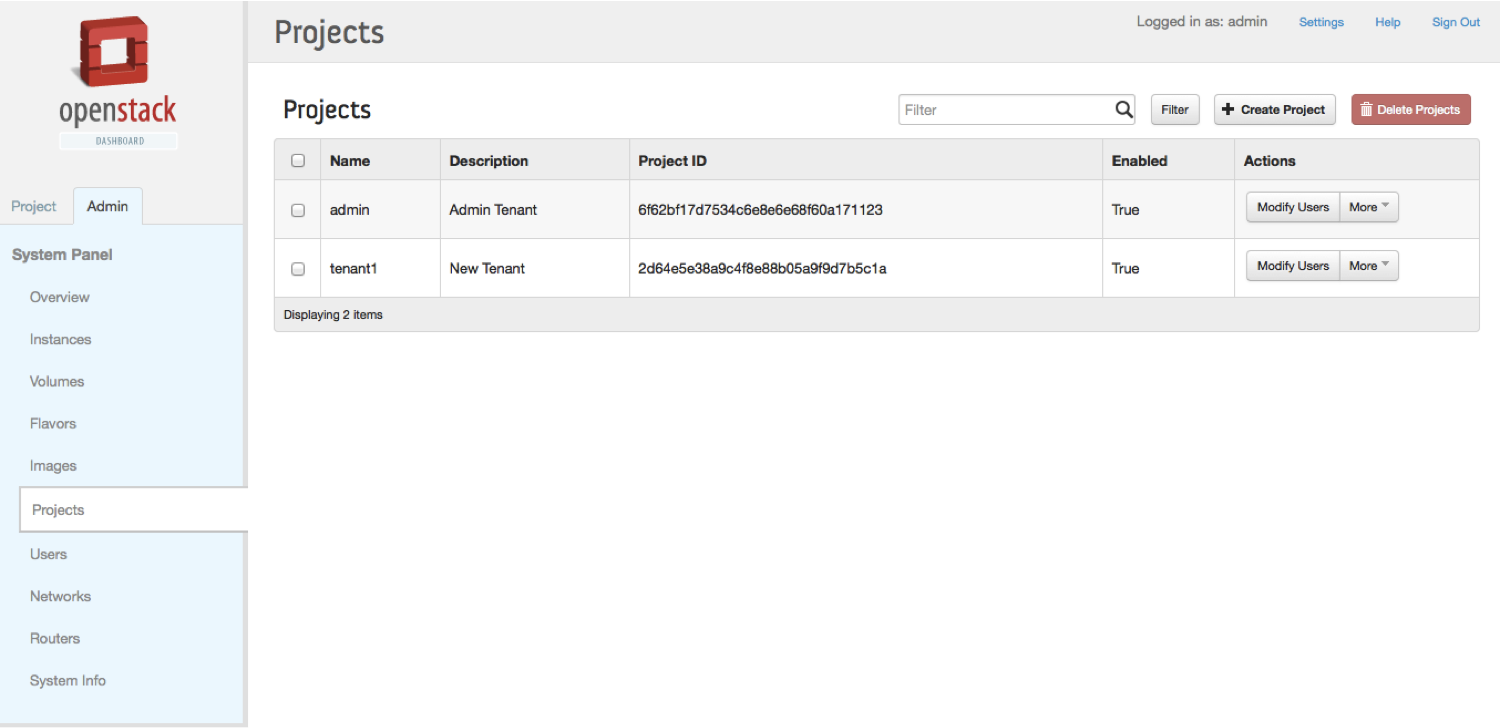 openstack
DASHBOARD
Project
Admin
System Panel
Overview
Instances
Volumes
Flavors
Images
Projects
Users
Networks
Routers
System Info
Projects
Logged in as: admin Settings Help Sign Out
Projects
Filter Filter Create Project Delete Projects
Name Description Project ID Enabled Actions
admin Admin Tenant 6f62bf17d7534c6e8e6e68f60a171123 True Modify Users More
tenant1 New Tenant 2d64e5e38a9c4f8e88b05a9f9d7b5c1a True Modify Users More
Displaying 2 items